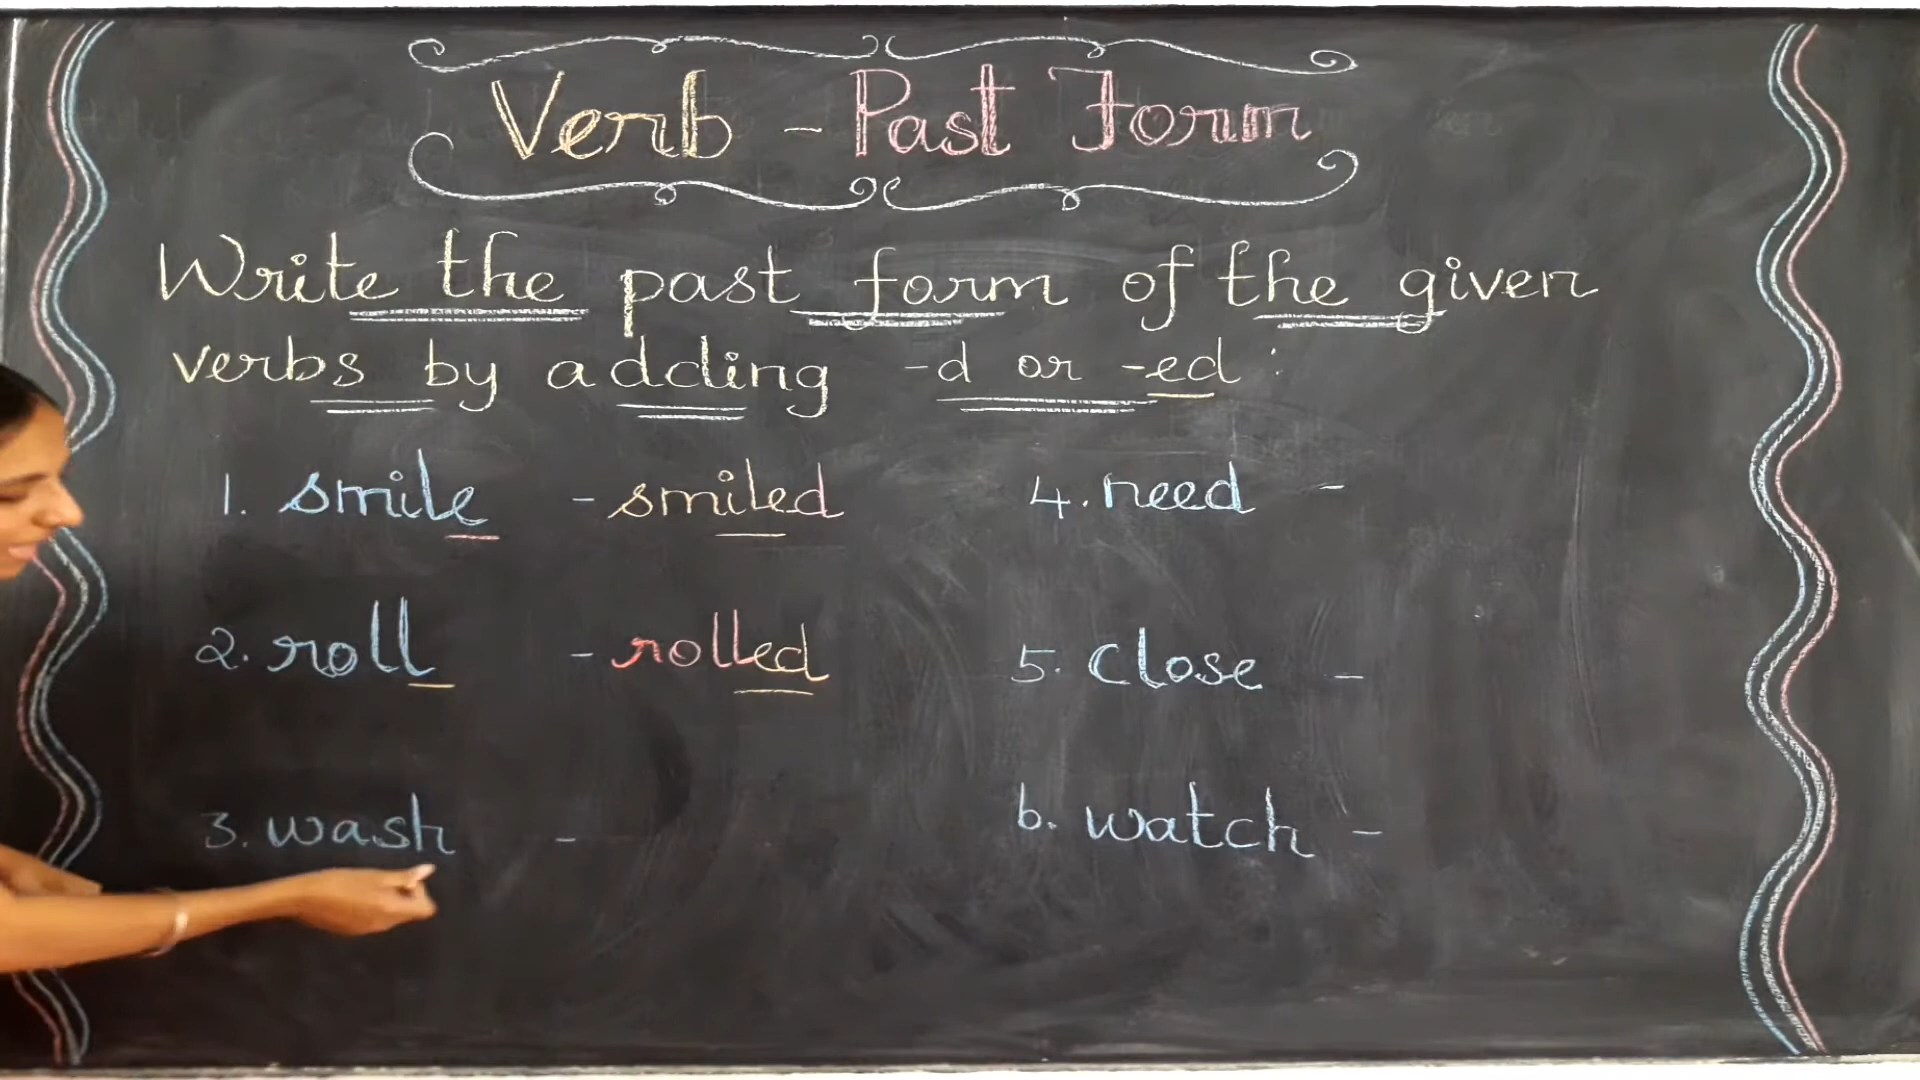 Verb - Past Form
Write the past form of the given
verbs by adding -d or -ed :
1. smile - smiled
4. need -
2. roll - rolled
5. close -
3. wash -
6. watch -